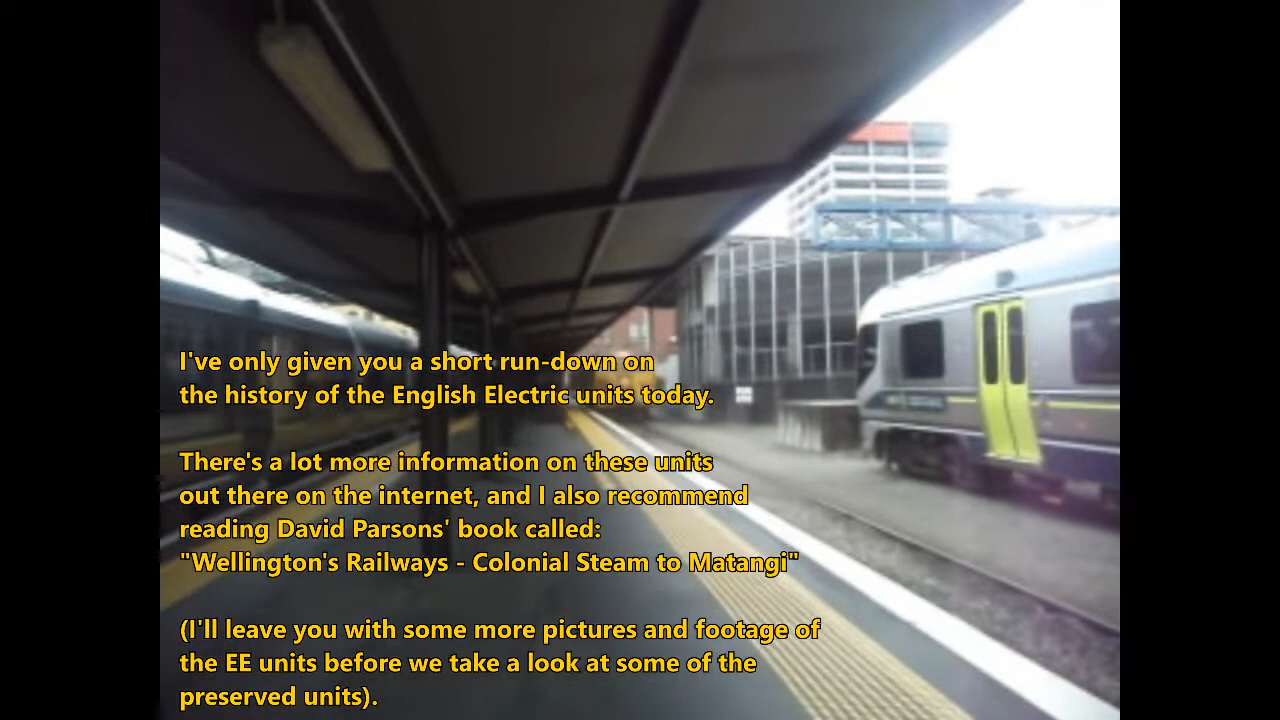 I've only given you a short run-down on
the history of the English Electric units today.
There's a lot more information on these units
out there on the internet, and I also recommend
reading David Parsons' book called:
"Wellington's Railways - Colonial Steam to Matangi"
(I'll leave you with some more pictures and footage of
the EE units before we take a look at some of the
preserved units).